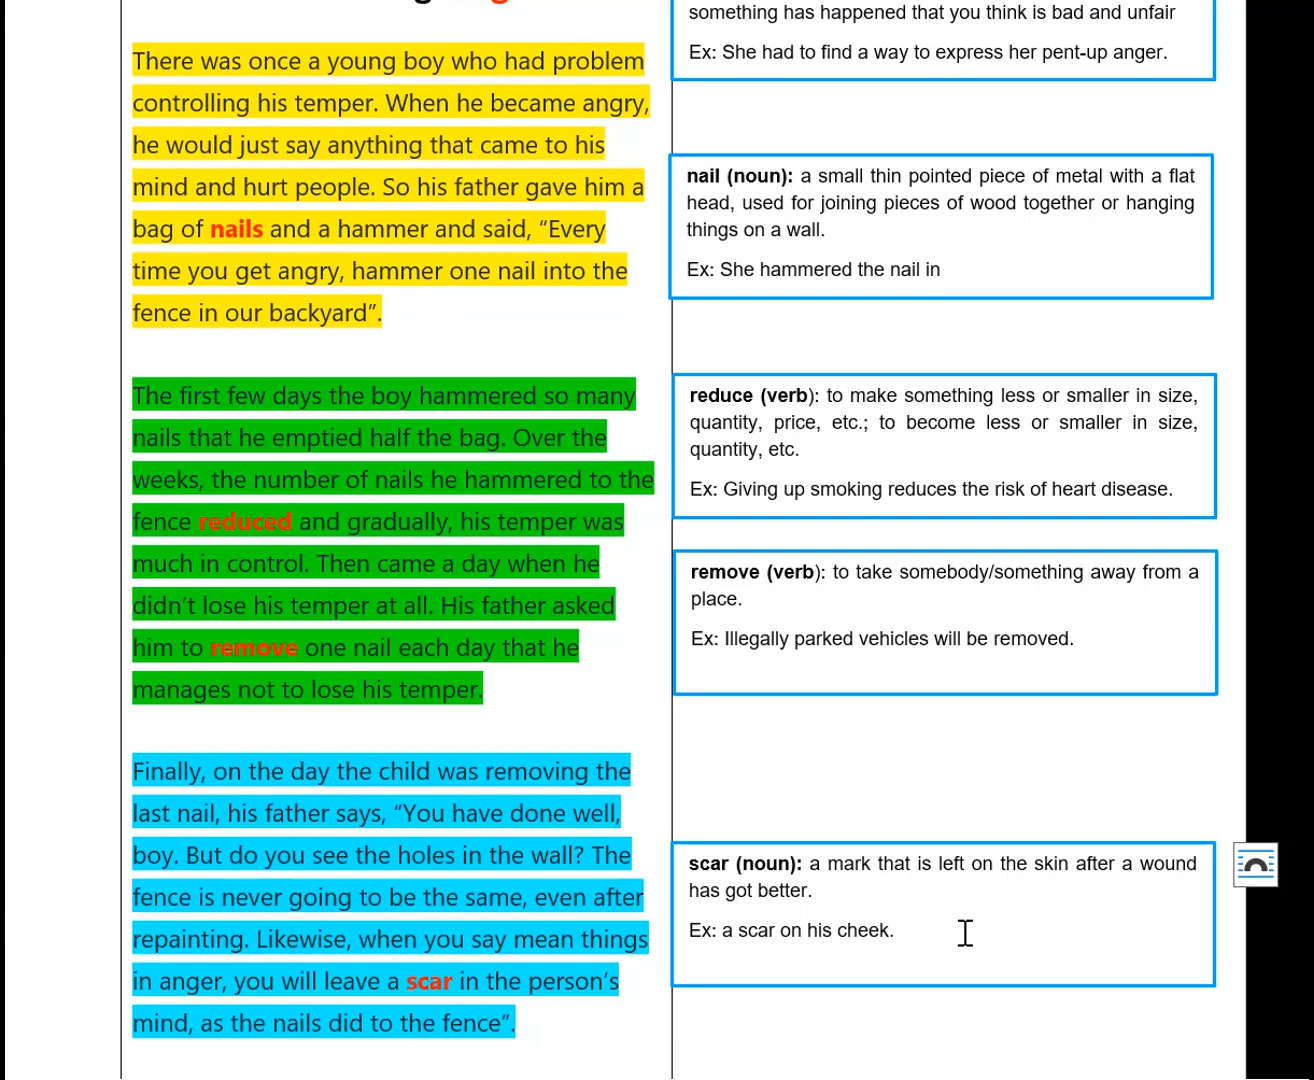 something has happened that you think is bad and unfair
Ex: She had to find a way to express her pent-up anger.
There was once a young boy who had problem
controlling his temper. When he became angry,
he would just say anything that came to his
mind and hurt people. So his father gave him a
bag of nails and a hammer and said, “Every
time you get angry, hammer one nail into the
fence in our backyard”.
nail (noun): a small thin pointed piece of metal with a flat
head, used for joining pieces of wood together or hanging
things on a wall.
Ex: She hammered the nail in
The first few days the boy hammered so many
nails that he emptied half the bag. Over the
weeks, the number of nails he hammered to the
fence reduced and gradually, his temper was
much in control. Then came a day when he
didn’t lose his temper at all. His father asked
him to remove one nail each day that he
manages not to lose his temper.
reduce (verb): to make something less or smaller in size,
quantity, price, etc.; to become less or smaller in size,
quantity, etc.
Ex: Giving up smoking reduces the risk of heart disease.
remove (verb): to take somebody/something away from a
place.
Ex: Illegally parked vehicles will be removed.
Finally, on the day the child was removing the
last nail, his father says, “You have done well,
boy. But do you see the holes in the wall? The
fence is never going to be the same, even after
repainting. Likewise, when you say mean things
in anger, you will leave a scar in the person’s
mind, as the nails did to the fence”.
scar (noun): a mark that is left on the skin after a wound
has got better.
Ex: a scar on his cheek.